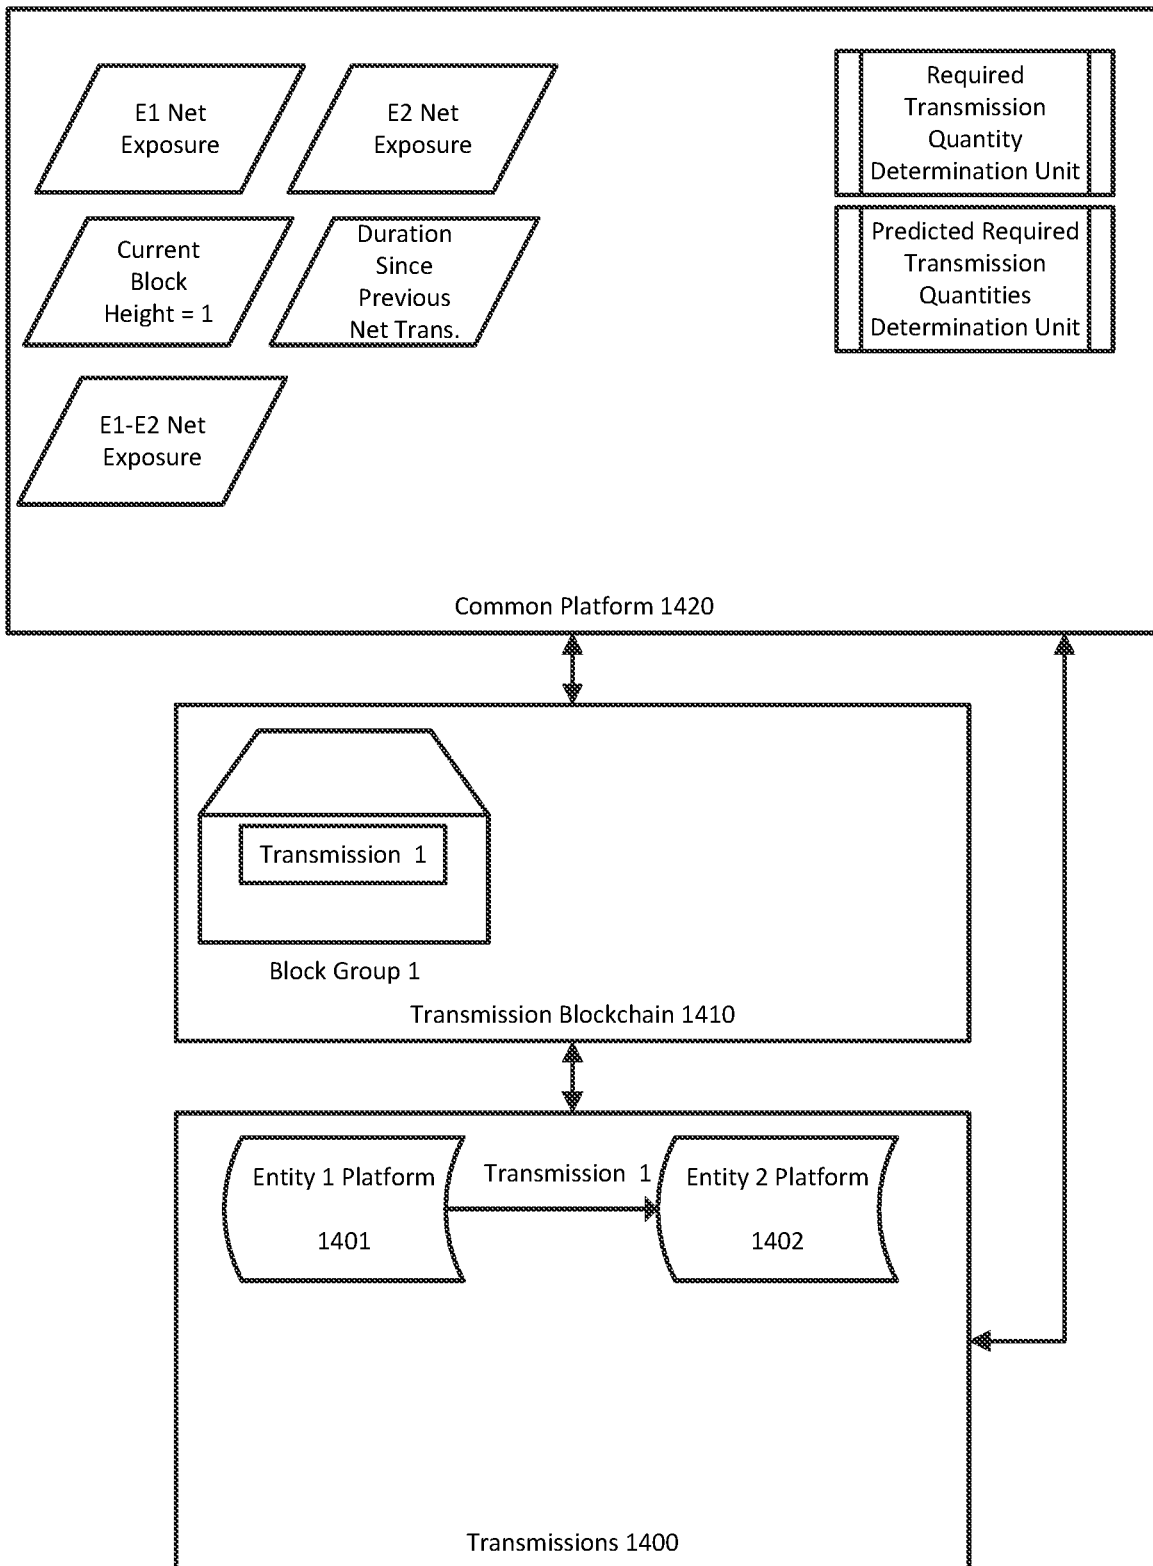 E1 Net
Exposure
E2 Net
Exposure
Required
Transmission
Quantity
Determination Unit
Current
Block
Height = 1
Duration
Since
Previous
Net Trans.
Predicted Required
Transmission
Quantities
Determination Unit
E1-E2 Net
Exposure
Common Platform 1420
Transmission 1
Block Group 1
Transmission Blockchain 1410
Entity 1 Platform
1401
Transmission 1
Entity 2 Platform
1402
Transmissions 1400